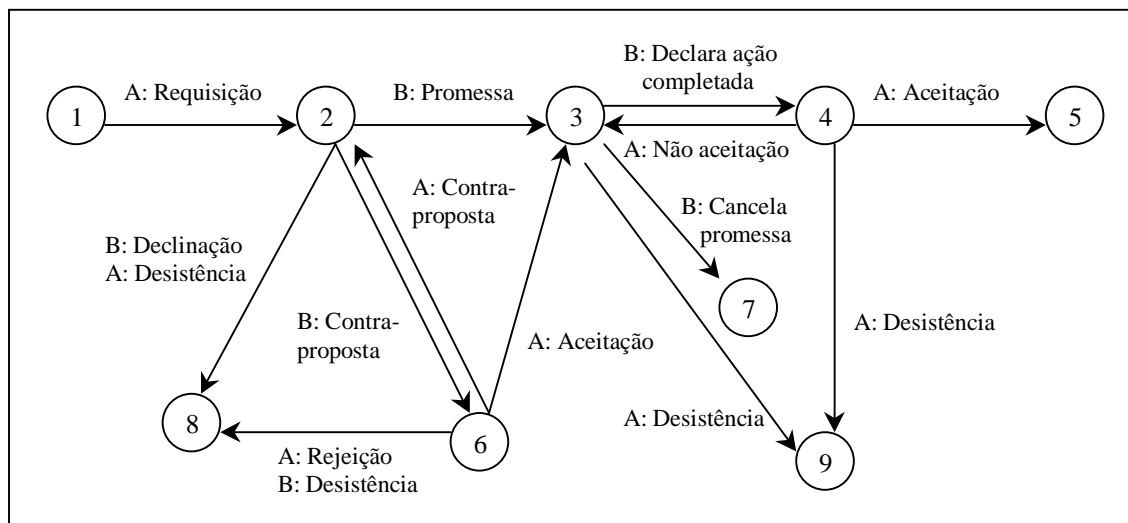 B: Declara ação
completada
A: Requisição
B: Promessa
A: Aceitação
1
2
3
4
5
A: Não aceitação
A: Contra-
proposta
B: Cancela
promessa
B: Declinação
A: Desistência
7
B: Contra-
proposta
A: Desistência
A: Aceitação
8
6
A: Desistência
9
A: Rejeição
B: Desistência